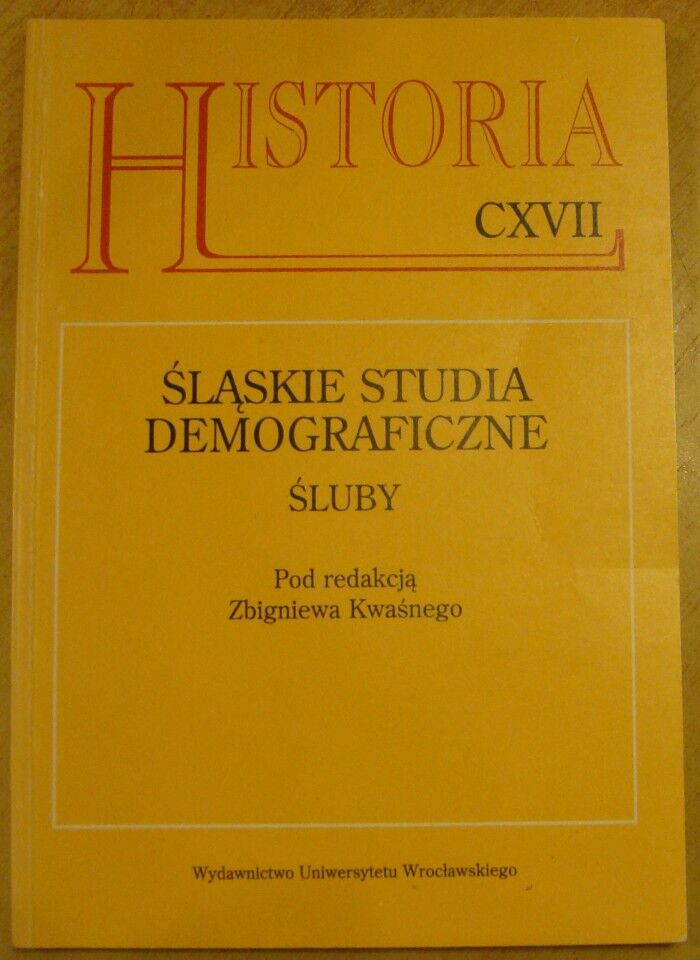 HISTORIA
CXVII
ŚLĄSKIE STUDIA
DEMOGRAFICZNE
ŚLUBY
Pod redakcją
Zbigniewa Kwaśnego
Wydawnictwo Uniwersytetu Wrocławskiego